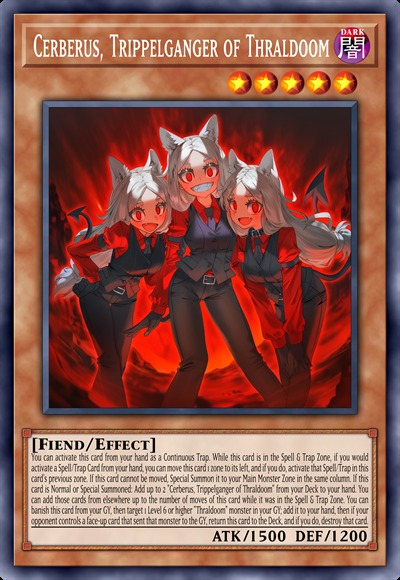 Cerberus, Trippelganger of Thraldoom
DARK
闇
[Fiend/Effect]
You can activate this card from your hand as a Continuous Trap. While this card is in the Spell & Trap Zone, if you would
activate a Spell/Trap Card from your hand, you can move this card 1 zone to its left, and if you do, activate that Spell/Trap in
this card's previous zone. If this card cannot be moved, Special Summon it to your Main Monster Zone in the same column. If this
card is Normal or Special Summoned: Add up to 2 "Cerberus, Trippelganger of Thraldoom" from your Deck to your hand. You
can add those cards from elsewhere up to the number of moves of this card while it was in the Spell & Trap Zone. You can
banish this card from your GY, then target 1 Level 6 or higher "Thraldoom" monster in your GY; add it to your hand, then if your
opponent controls a face-up card that sent that monster to the GY, return this card to the Deck, and if you do, destroy that card.
ATK/1500 DEF/1200